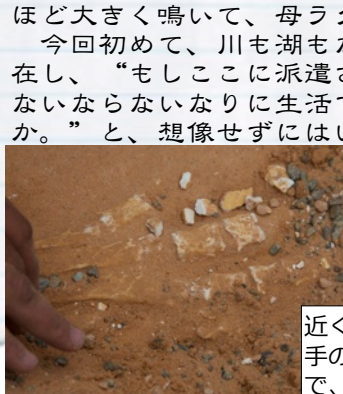 ほど大きく鳴いて、母ラク
今回初めて、川も湖もな
在し、“もしここに派遣さ
ないならないなりに生活で
か。”と、想像せずにはい
近く
手の
で、